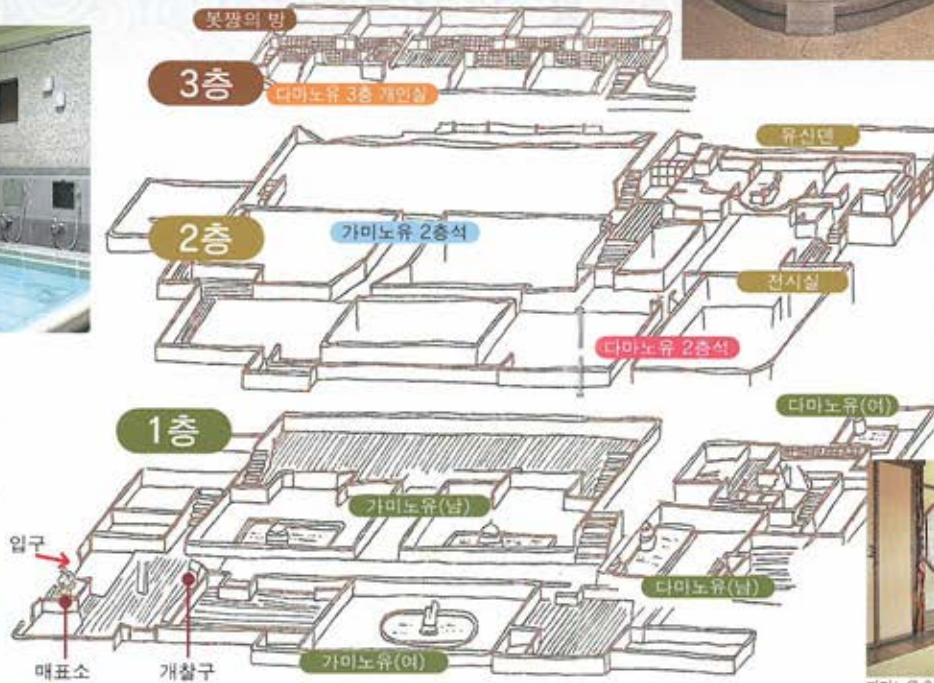 봇짱의 방
3층
다마노유 3층 개인실
유신덴
2층
가미노유 2층석
전시실
다마노유 2층석
1층
다마노유(여)
가미노유(남)
입구
다마노유(남)
가미노유(여)
매표소
개찰구